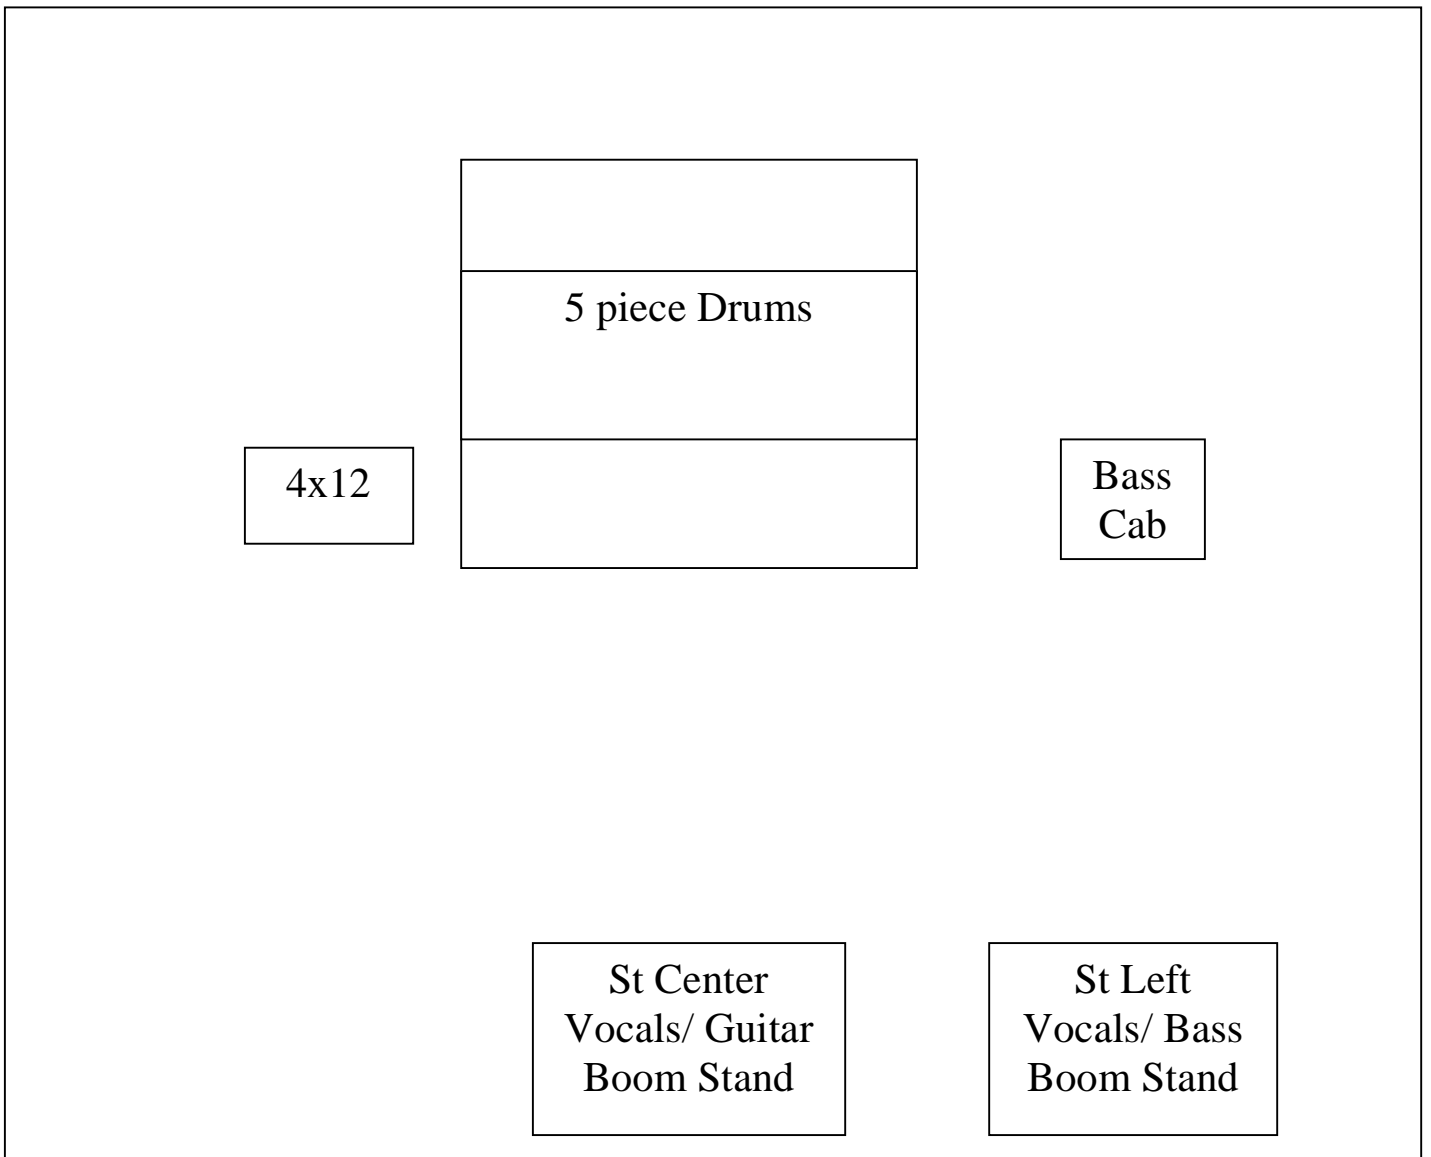 5 piece Drums
4x12
Bass
Cab
St Center
Vocals/ Guitar
Boom Stand
St Left
Vocals/ Bass
Boom Stand